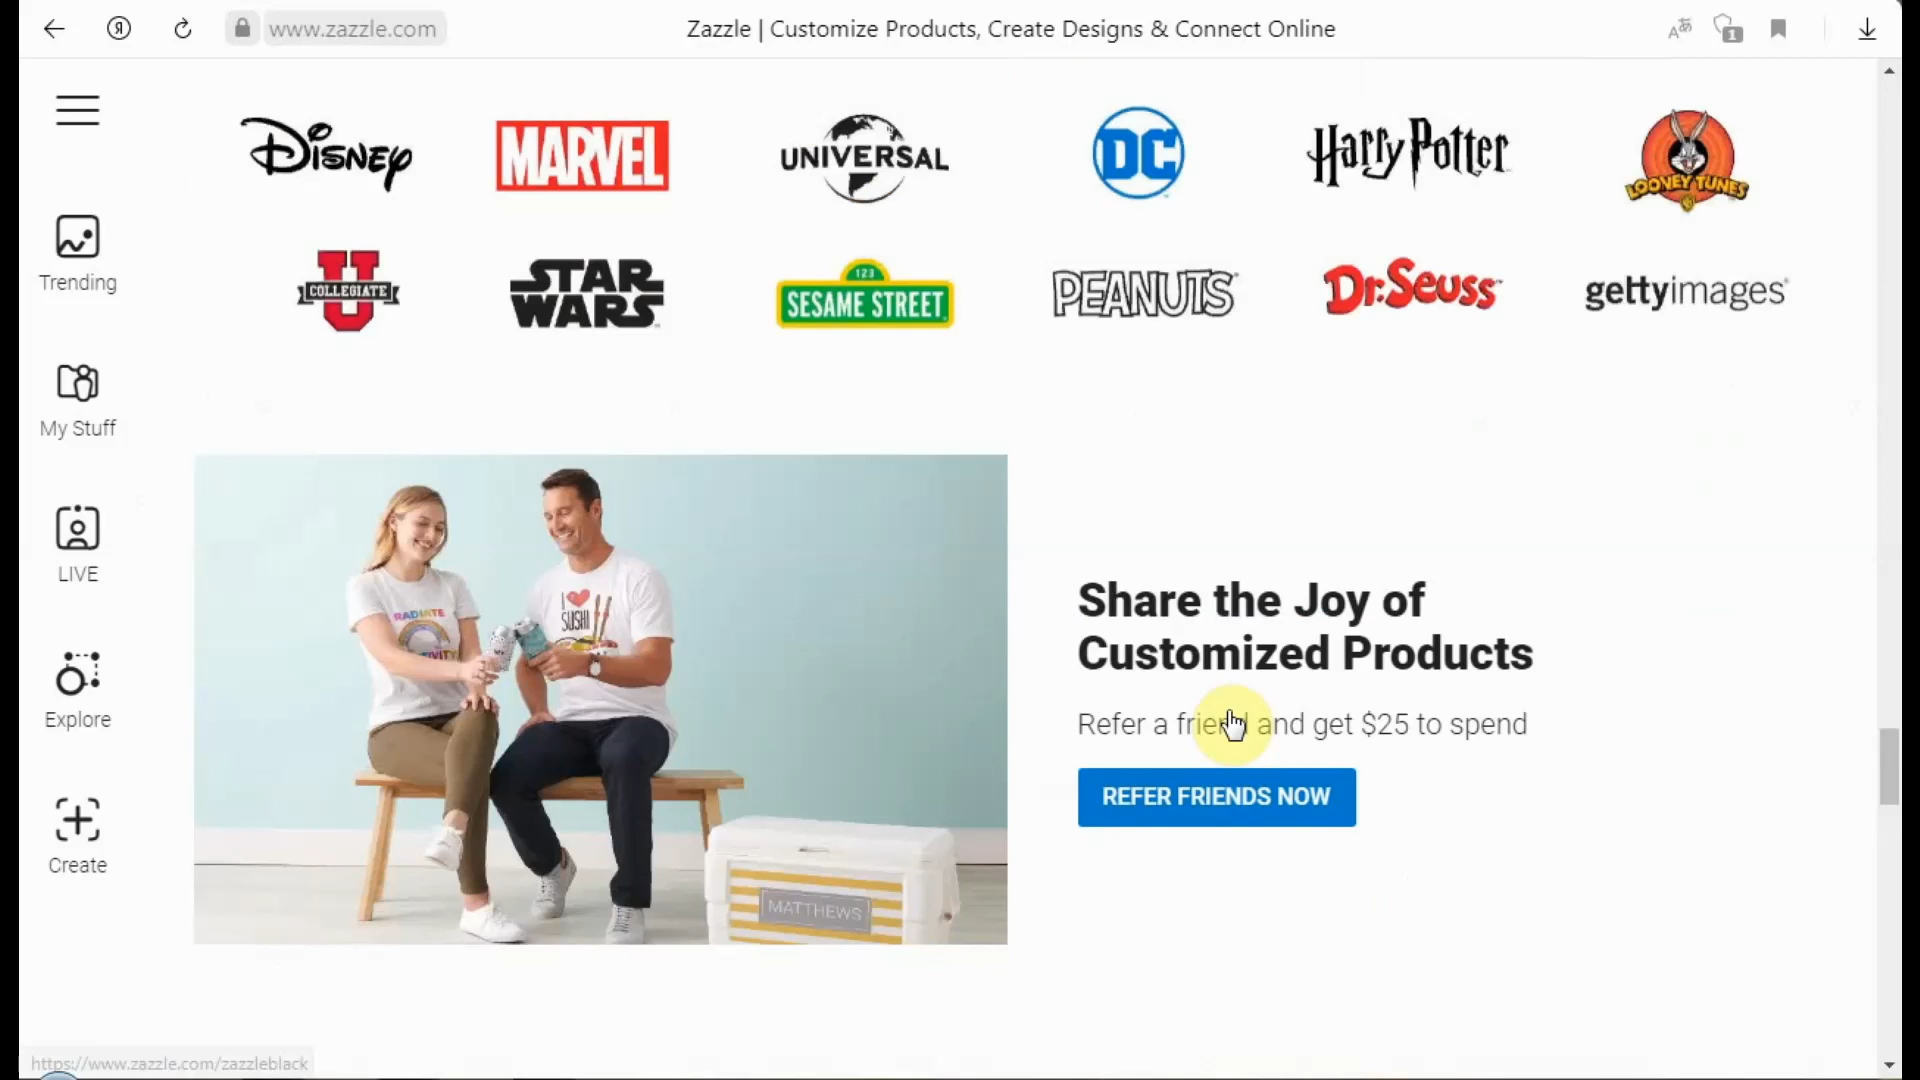 www.zazzle.com
Zazzle | Customize Products, Create Designs & Connect Online
1
DISNEY
MARVEL
UNIVERSAL
DC
Harry Potter
LOONEY TUNES
Trending
U
COLLEGIATE
STAR WARS
123
SESAME STREET
PEANUTS
Dr. Seuss
gettyimages®
My Stuff
LIVE
Explore
Create
RADIATE
I ❤ SUSHI
MATTHEWS
Share the Joy of
Customized Products
Refer a friend and get $25 to spend
REFER FRIENDS NOW
https://www.zazzle.com/zazzleblack